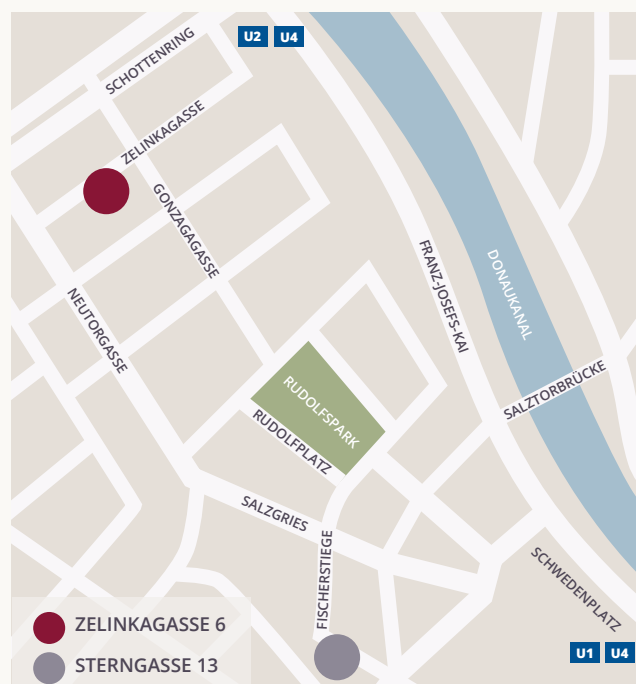 U2 U4
SCHOTTENRING
ZELINKAGASSE
GONZAGAGASSE
NEUTORGASSE
FRANZ-JOSEFS-KAI
DONAUKANAL
SALZTORBRÜCKE
RUDOLFSPARK
RUDOLFPLATZ
SALZGRIES
FISCHERSTIEGE
SCHWEDENPLATZ
ZELINKAGASSE 6
STERNGASSE 13
U1 U4